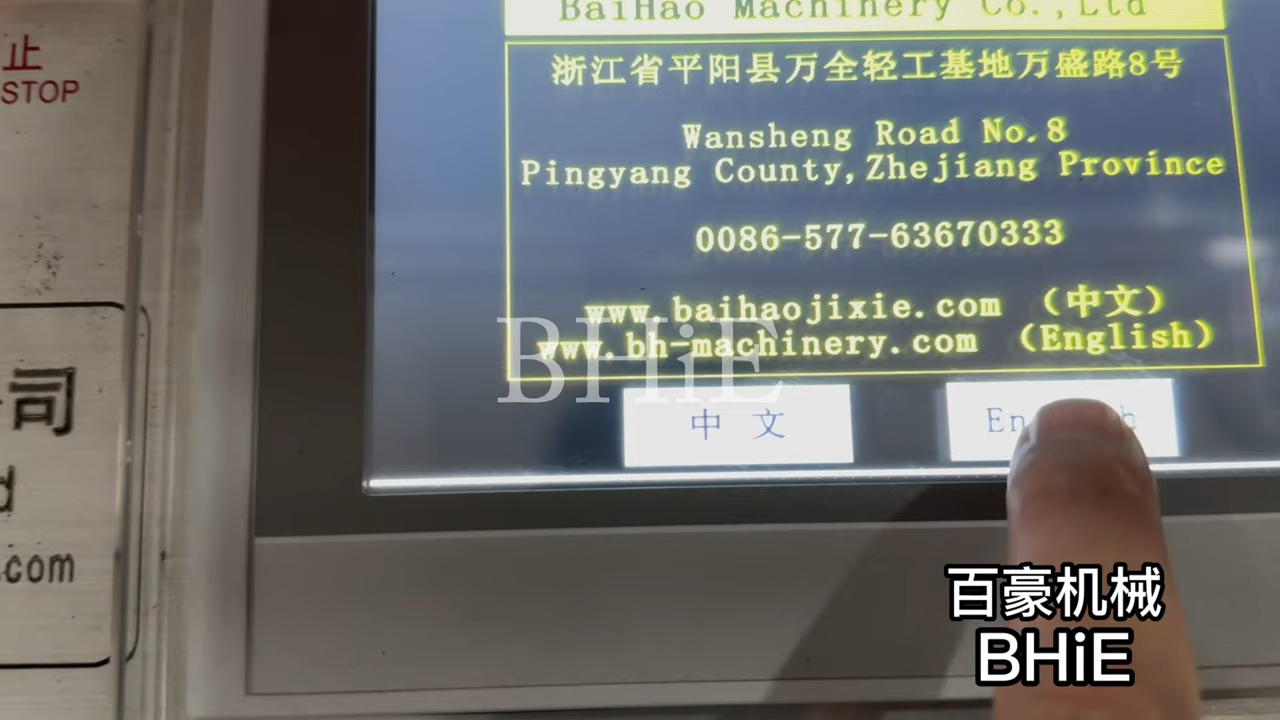 止
STOP
司
d
.com
BaiHao Machinery Co.,Ltd
浙江省平阳县万全轻工基地万盛路8号
Wansheng Road No.8
Pingyang County,Zhejiang Province
0086-577-63670333
www.baihaojixie.com （中文）
www.bh-machinery.com （English）
BHiE
中 文
En h
百豪机械
BHiE